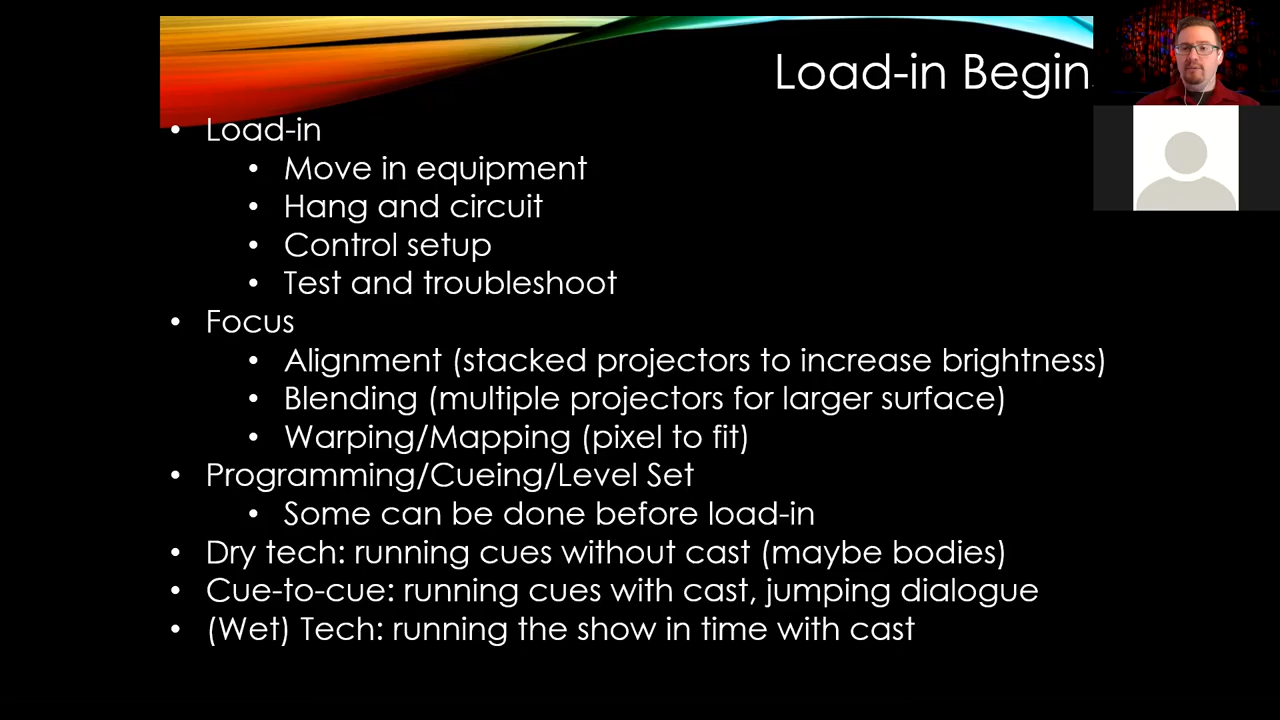 Load-in Begin
• Load-in
• Move in equipment
• Hang and circuit
• Control setup
• Test and troubleshoot
• Focus
• Alignment (stacked projectors to increase brightness)
• Blending (multiple projectors for larger surface)
• Warping/Mapping (pixel to fit)
• Programming/Cueing/Level Set
• Some can be done before load-in
• Dry tech: running cues without cast (maybe bodies)
• Cue-to-cue: running cues with cast, jumping dialogue
• (Wet) Tech: running the show in time with cast